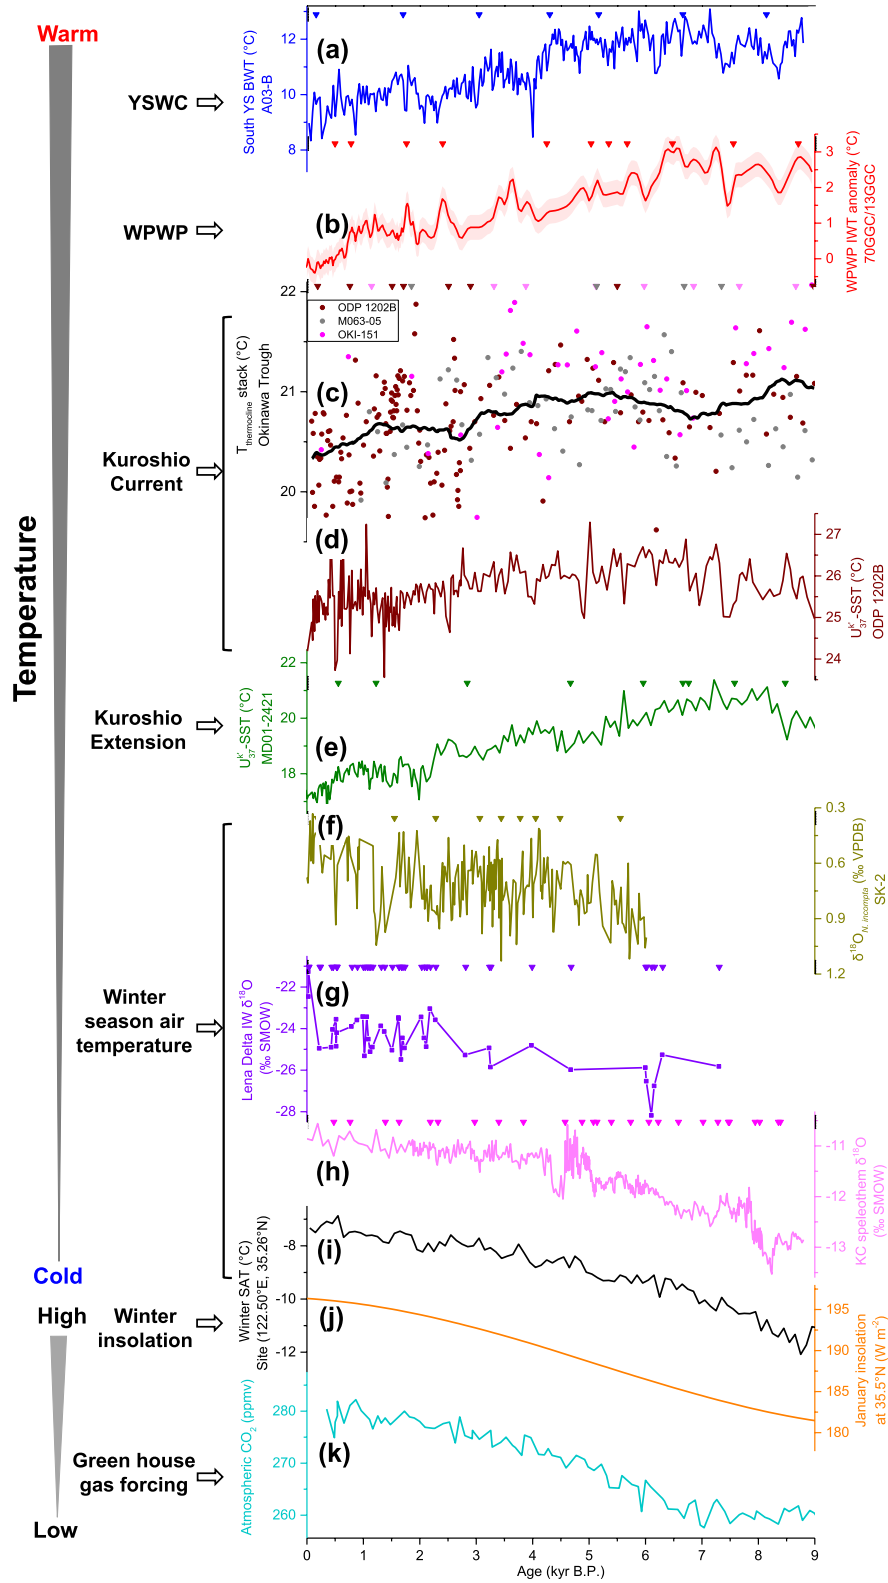 Warm
Temperature
Cold
High
Low
YSWC
South YS BWT (°C)
A03-B
12
10
8
(a)
WPWP
(b)
3
2
1
0
WPWP IWT anomaly (°C)
70GGC/13GGC
Kuroshio
Current
T thermocline stack (°C)
Okinawa Trough
22
21
20
ODP 1202B
M063-05
OKI-151
(c)
(d)
27
26
25
24
U K' 37 -SST (°C)
ODP 1202B
Kuroshio
Extension
U K' 37 -SST (°C)
MD01-2421
22
20
18
(e)
(f)
0.3
0.6
0.9
1.2
δ18O N. incompta (‰ VPDB)
SK-2
Winter
season air
temperature
Lena Delta IW δ18O
(‰ SMOW)
-22
-24
-26
-28
(g)
(h)
-11
-12
-13
KC speleothem δ18O
(‰ SMOW)
Winter SAT (°C)
Site (122.50°E, 35.26°N)
-8
-10
-12
(i)
Winter
insolation
(j)
195
190
185
180
January insolation
at 35.5°N (W m-2)
Green house
gas forcing
Atmospheric CO2 (ppmv)
280
270
260
(k)
0 1 2 3 4 5 6 7 8 9
Age (kyr B.P.)